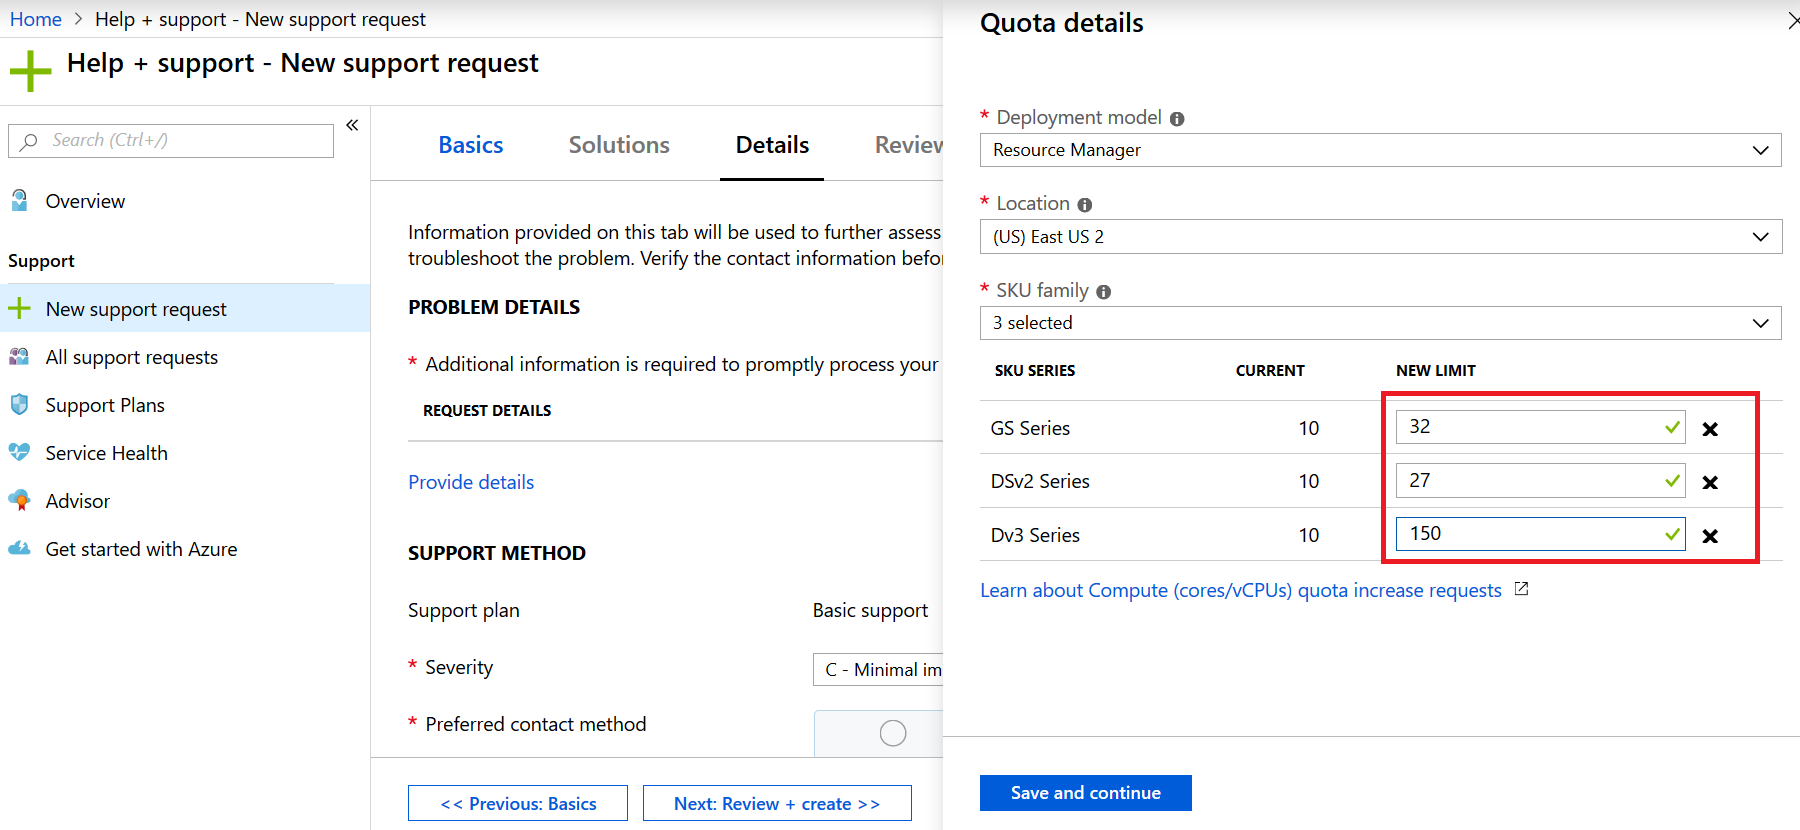 Home > Help + support - New support request
Help + support - New support request
Search (Ctrl+/)
«
Overview
Support
New support request
All support requests
Support Plans
Service Health
Advisor
Get started with Azure
Basics Solutions Details Review
Information provided on this tab will be used to further assess
troubleshoot the problem. Verify the contact information befo
PROBLEM DETAILS
* Additional information is required to promptly process your
REQUEST DETAILS
Provide details
SUPPORT METHOD
Support plan Basic support
* Severity C - Minimal im
* Preferred contact method
<< Previous: Basics Next: Review + create >>
Quota details
* Deployment model
Resource Manager
* Location
(US) East US 2
* SKU family
3 selected
SKU SERIES CURRENT NEW LIMIT
GS Series 10 32
DSv2 Series 10 27
Dv3 Series 10 150
Learn about Compute (cores/vCPUs) quota increase requests
Save and continue